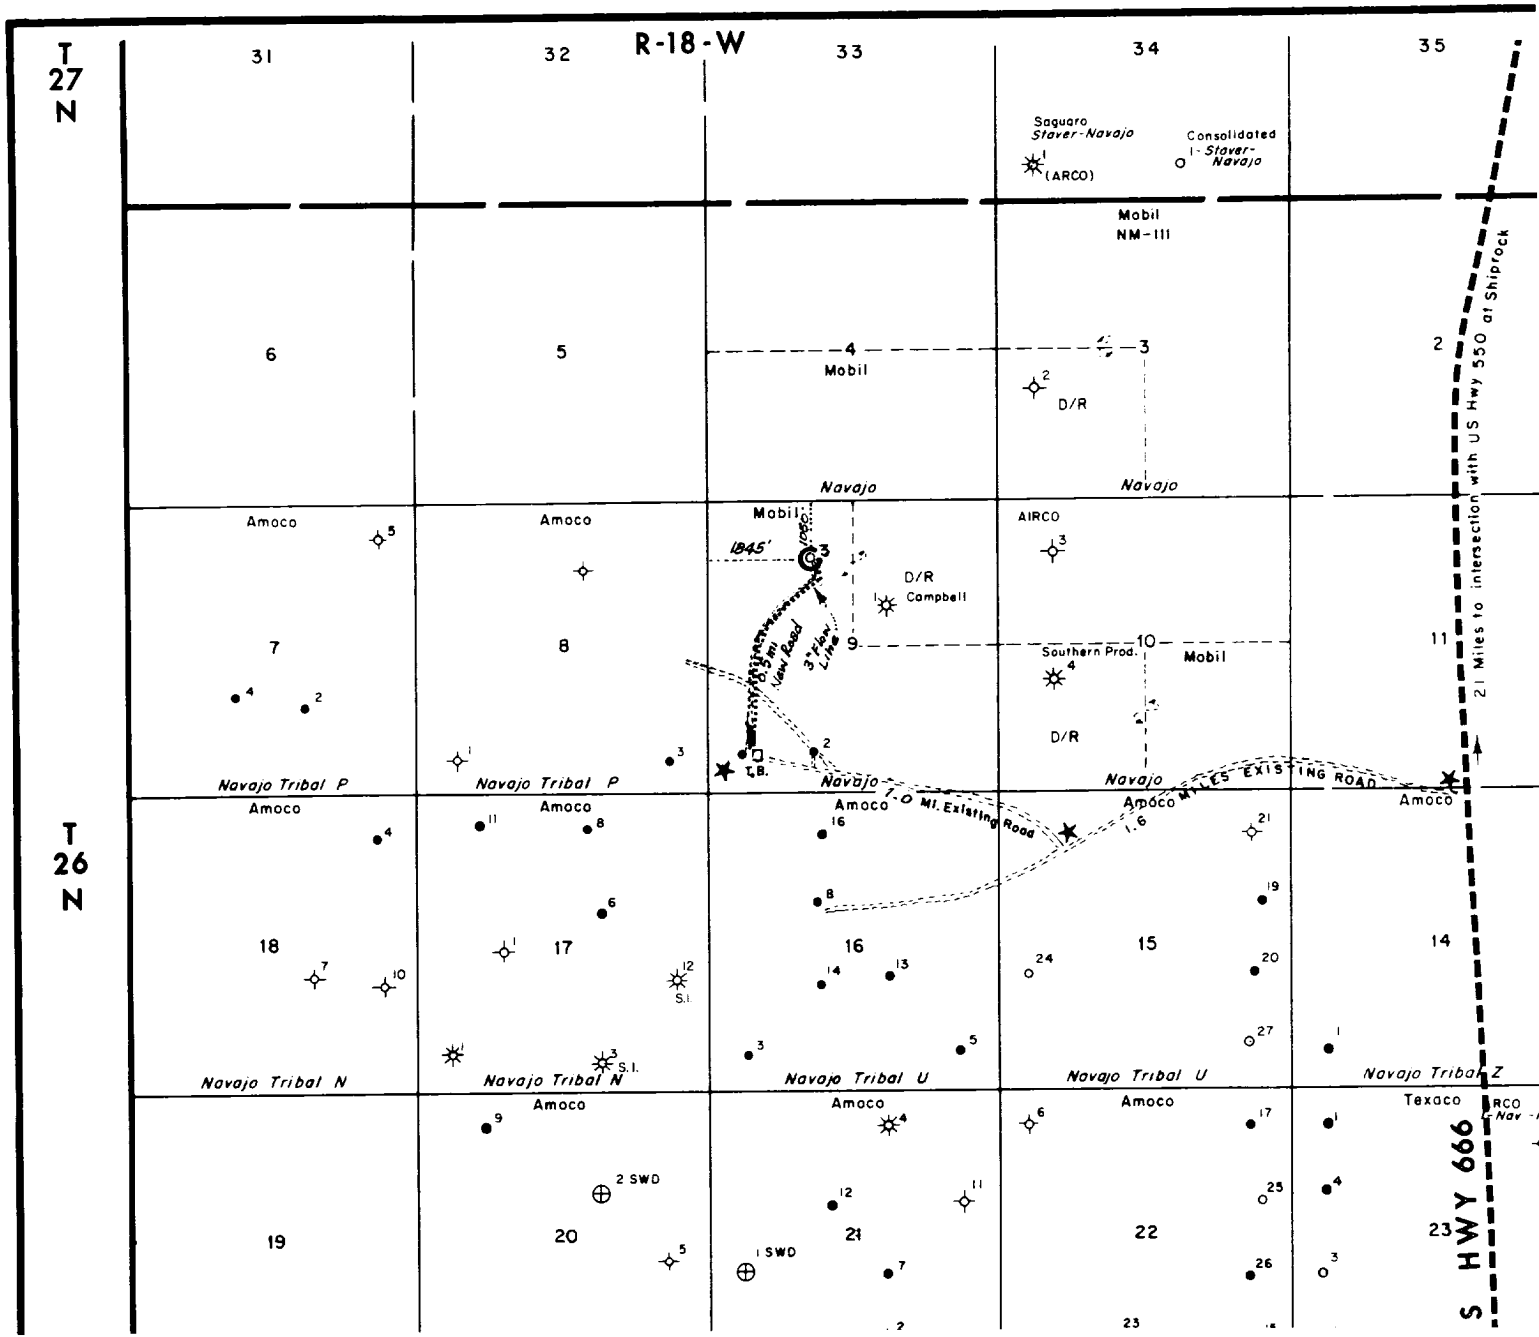 T
27
N
R-18-W
31
32
33
34
35
Saguaro
Staver-Navajo
1
(ARCO)
Consolidated
1-Staver-
Navajo
Mobil
NM-111
6
5
4
Mobil
3
2
D/R
2
21 Miles to intersection with US Hwy 550 at Shiprock
Navajo
Navajo
Amoco
5
Amoco
Mobil
1845'
1080'
3
AIRCO
3
D/R
1
Campbell
7
8
9
10
11
0.5 mi
New Road
3" Flow
Line
Southern Prod.
4
Mobil
D/R
4
2
1
3
2
T.B.
Navajo Tribal P
Navajo Tribal P
Navajo
Navajo
1.0 MI. Existing Road
1.6 MILES EXISTING ROAD
T
26
N
Amoco
Amoco
Amoco
Amoco
Amoco
4
11
8
16
21
6
8
19
18
17
16
15
14
7
10
1
12
S.I.
14
13
24
20
1
3
S.I.
3
5
27
1
Navajo Tribal N
Navajo Tribal N
Navajo Tribal U
Navajo Tribal U
Navajo Tribal Z
Amoco
Amoco
Amoco
Texaco
RCO
1-Nav-
9
4
6
17
1
2 SWD
12
11
25
4
19
20
21
22
23
5
1 SWD
7
26
3
2
23
S HWY 666